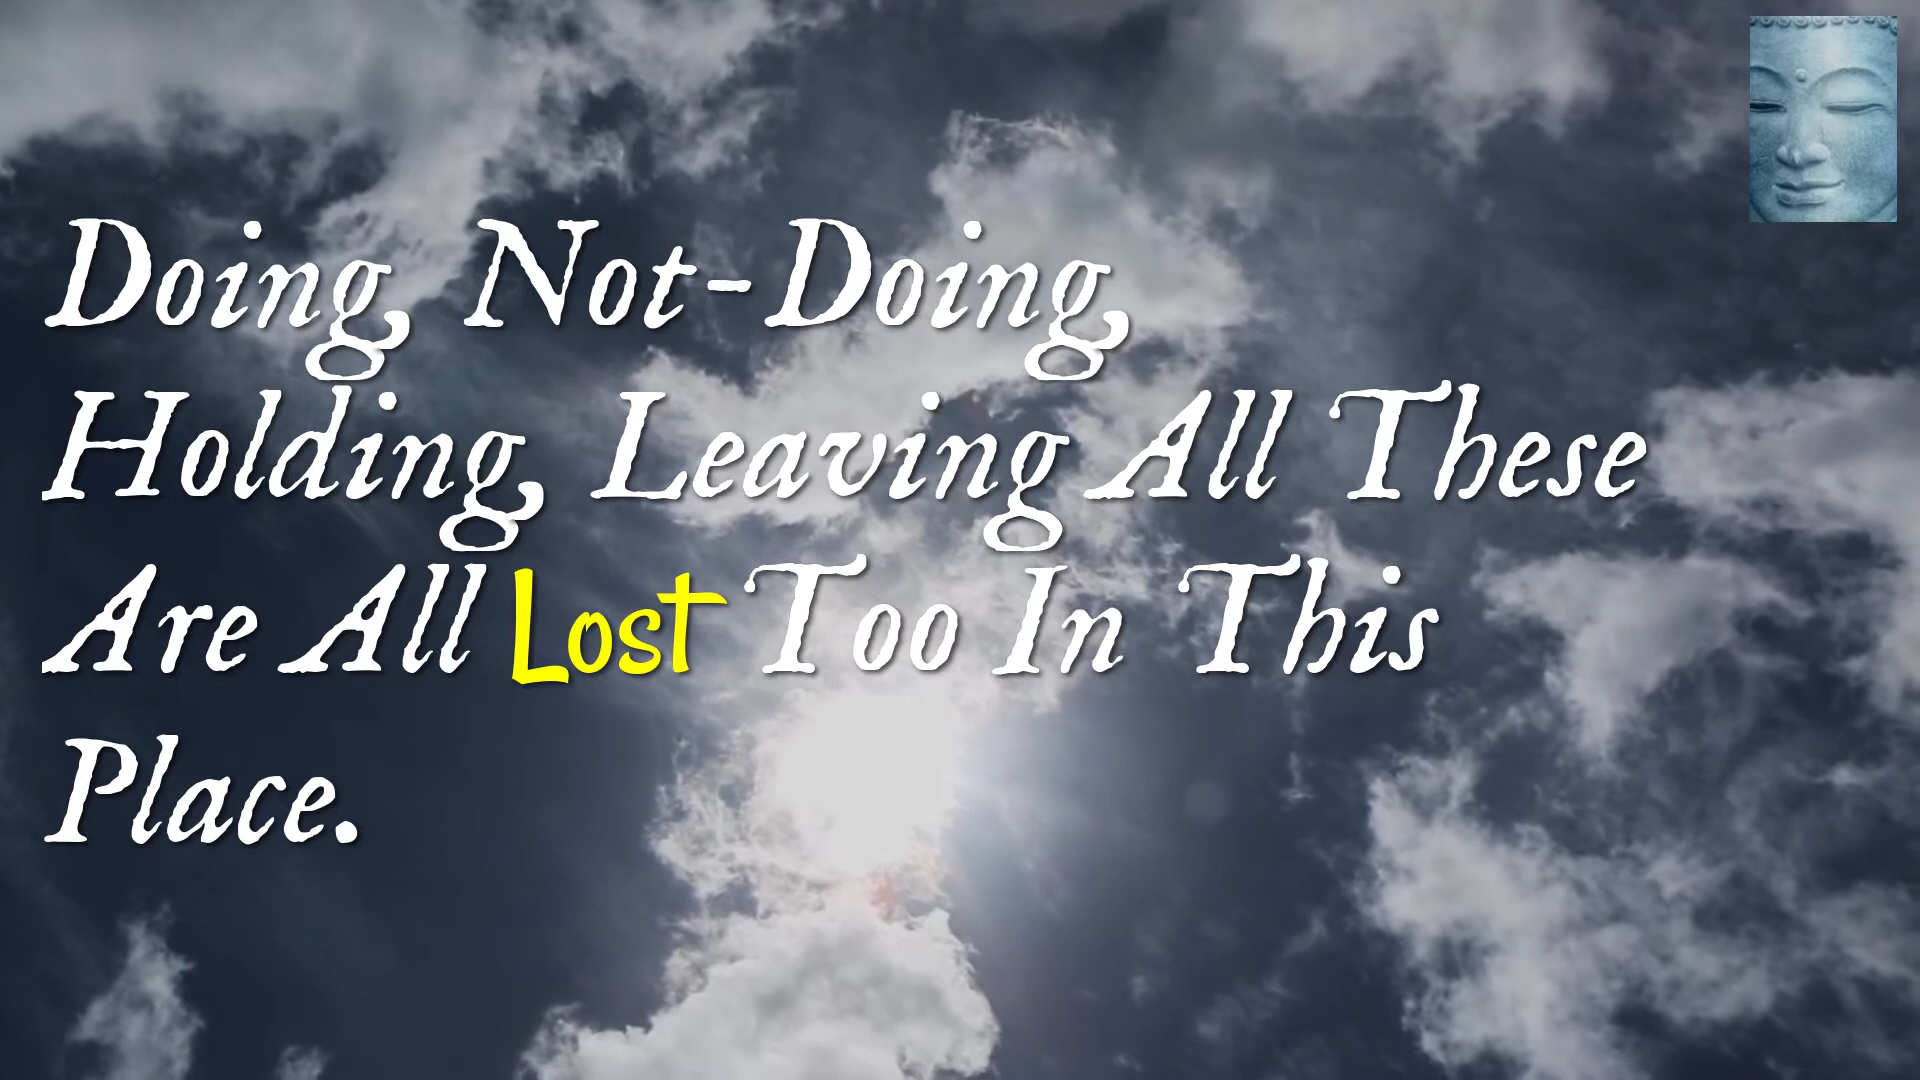 Doing, Not-Doing,
Holding, Leaving All These
Are All Lost Too In This
Place.